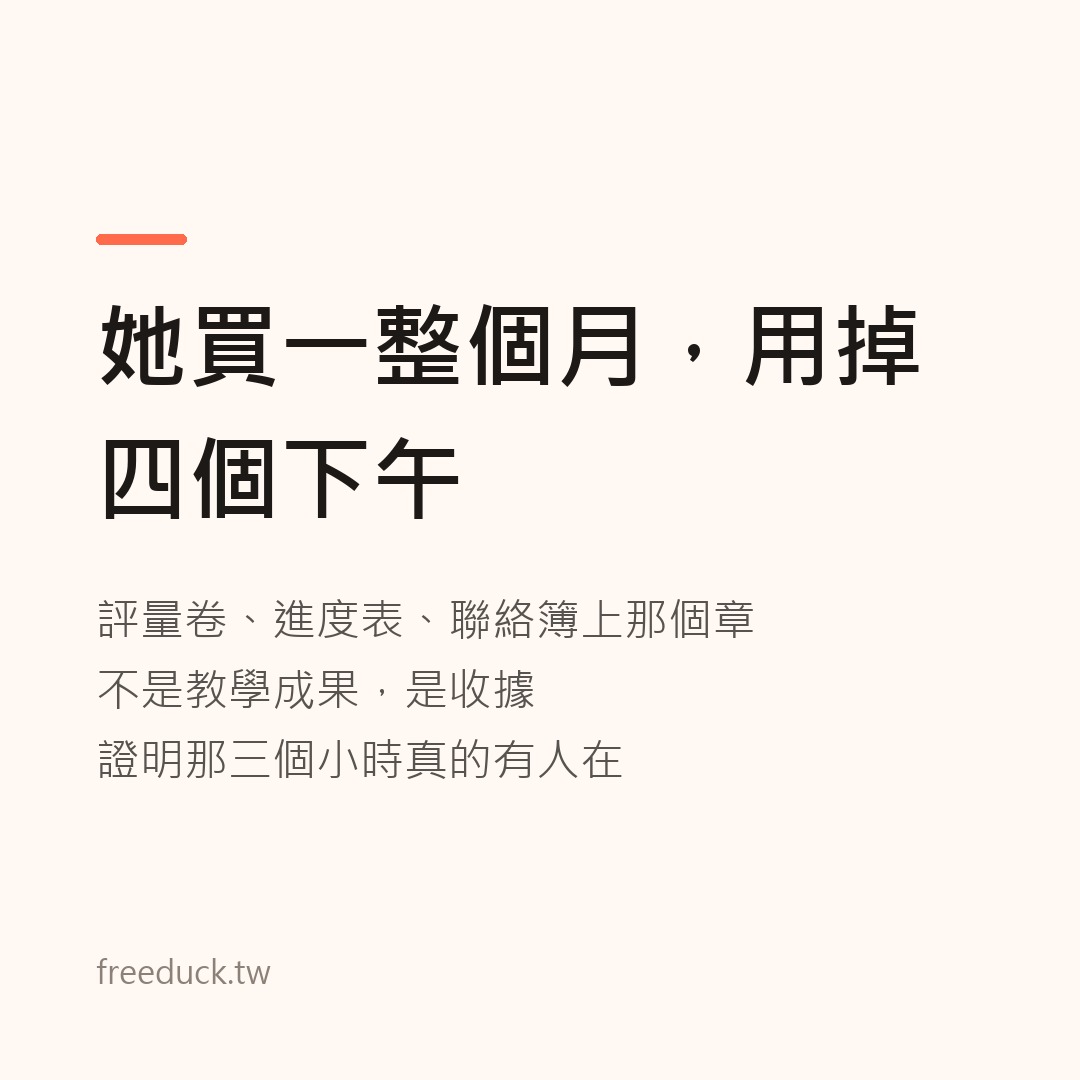 她買一整個月，用掉
四個下午
評量卷、進度表、聯絡簿上那個章
不是教學成果，是收據
證明那三個小時真的有人在
freeduck.tw